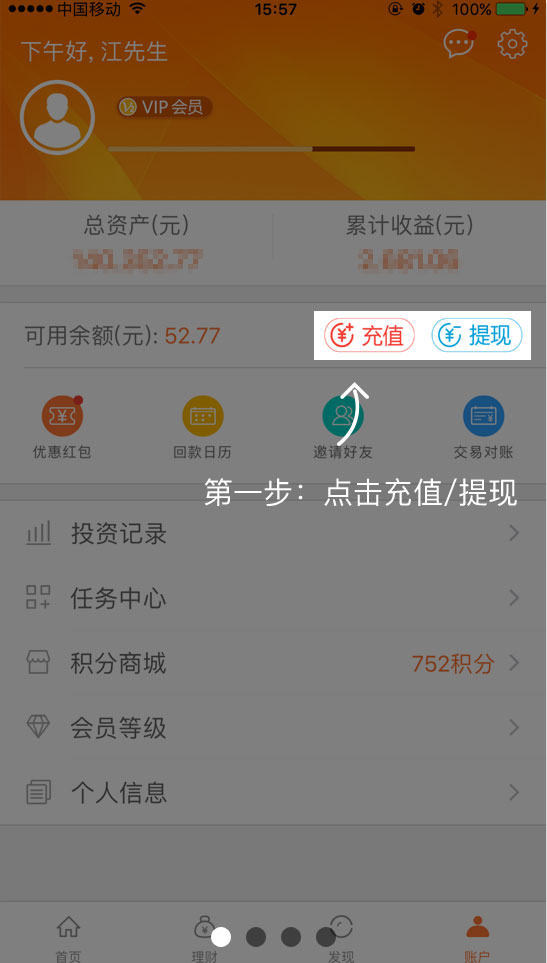 中国移动 15:57 100%
下午好, 江先生
VIP 会员
总资产(元) 累计收益(元)
可用余额(元): 52.77 充值 提现
优惠红包 回款日历 邀请好友 交易对账
第一步：点击充值/提现
投资记录
任务中心
积分商城 752积分
会员等级
个人信息
首页 理财 发现 账户